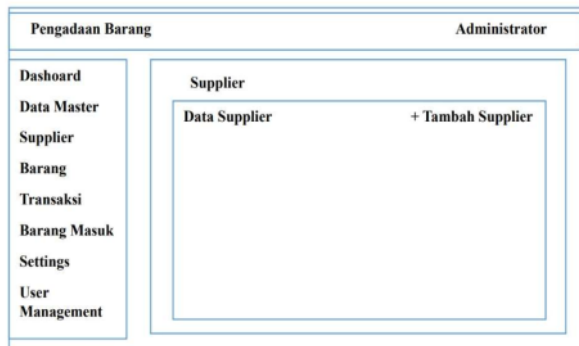 Pengadaan Barang
Administrator
Dashoard
Data Master
Supplier
Barang
Transaksi
Barang Masuk
Settings
User
Management
Supplier
Data Supplier
+ Tambah Supplier